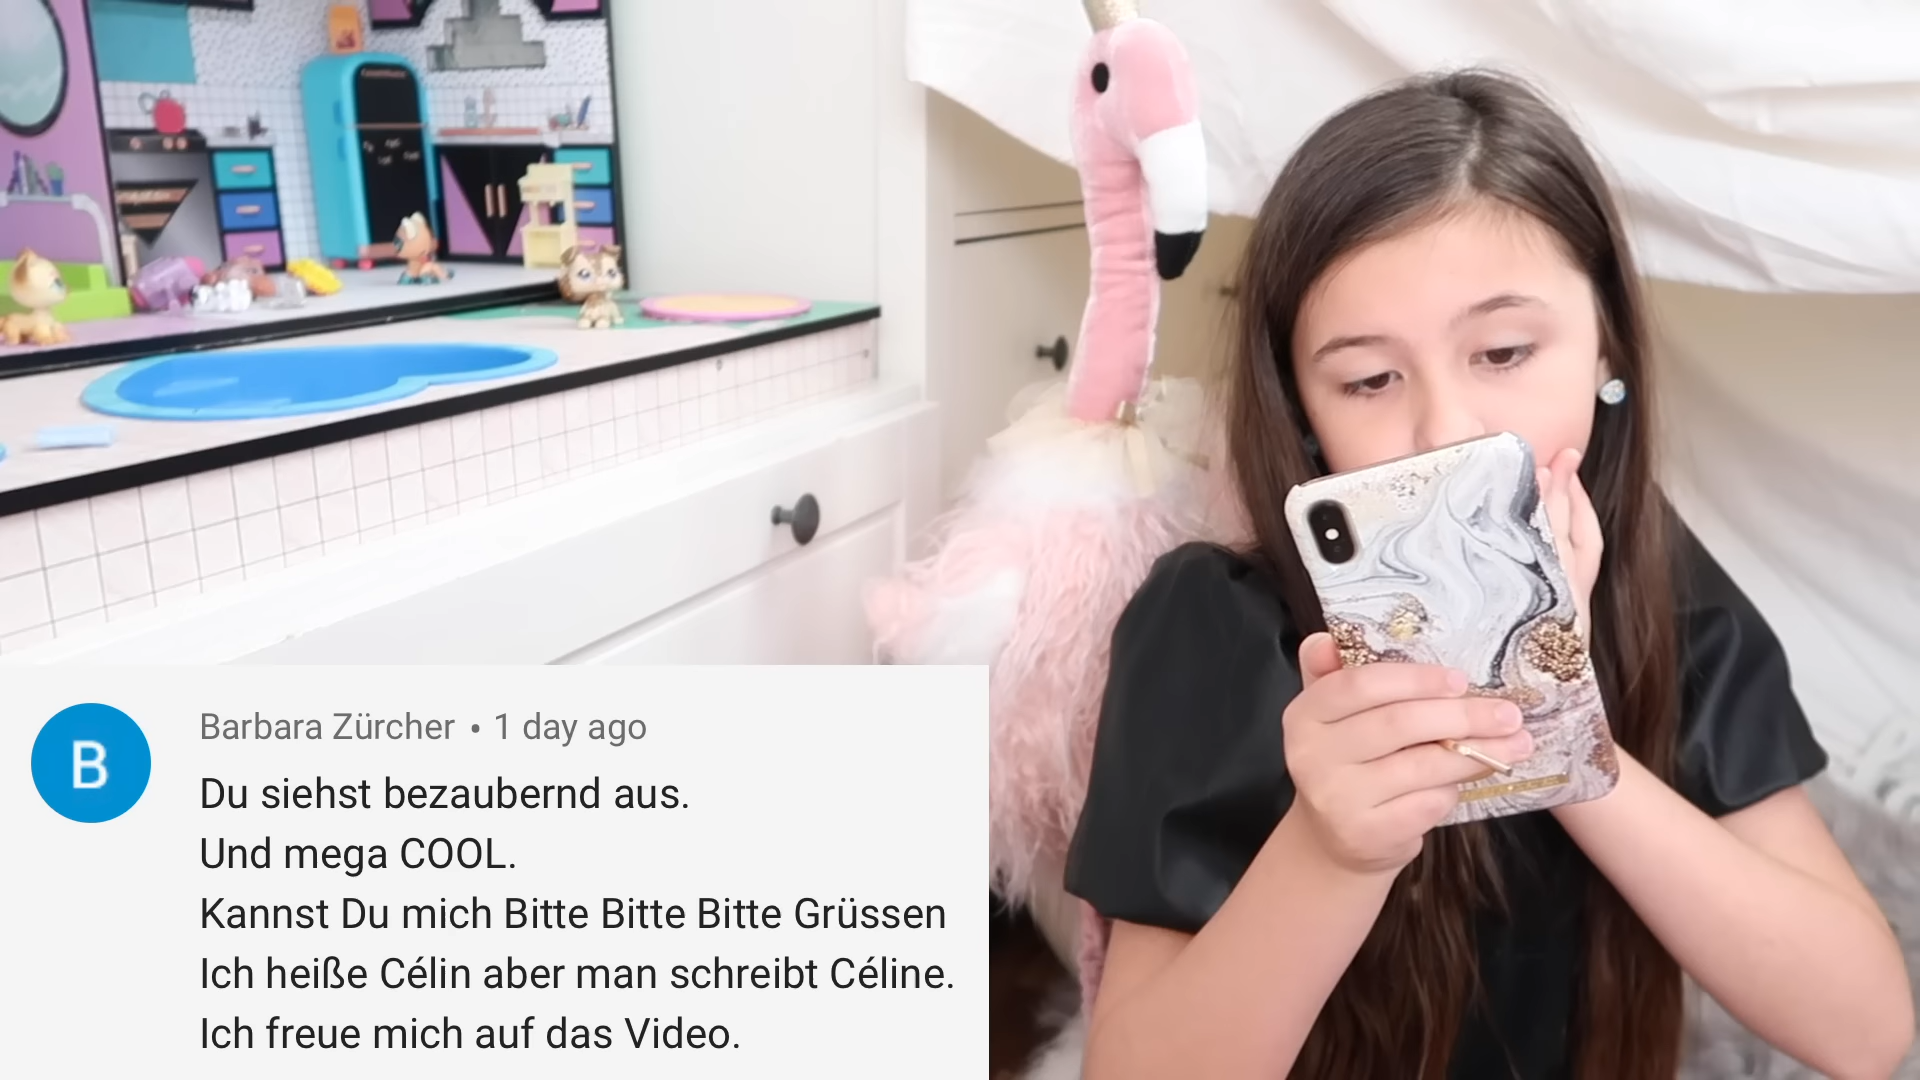 B
Barbara Zürcher • 1 day ago
Du siehst bezaubernd aus.
Und mega COOL.
Kannst Du mich Bitte Bitte Bitte Grüssen
Ich heiße Célin aber man schreibt Céline.
Ich freue mich auf das Video.